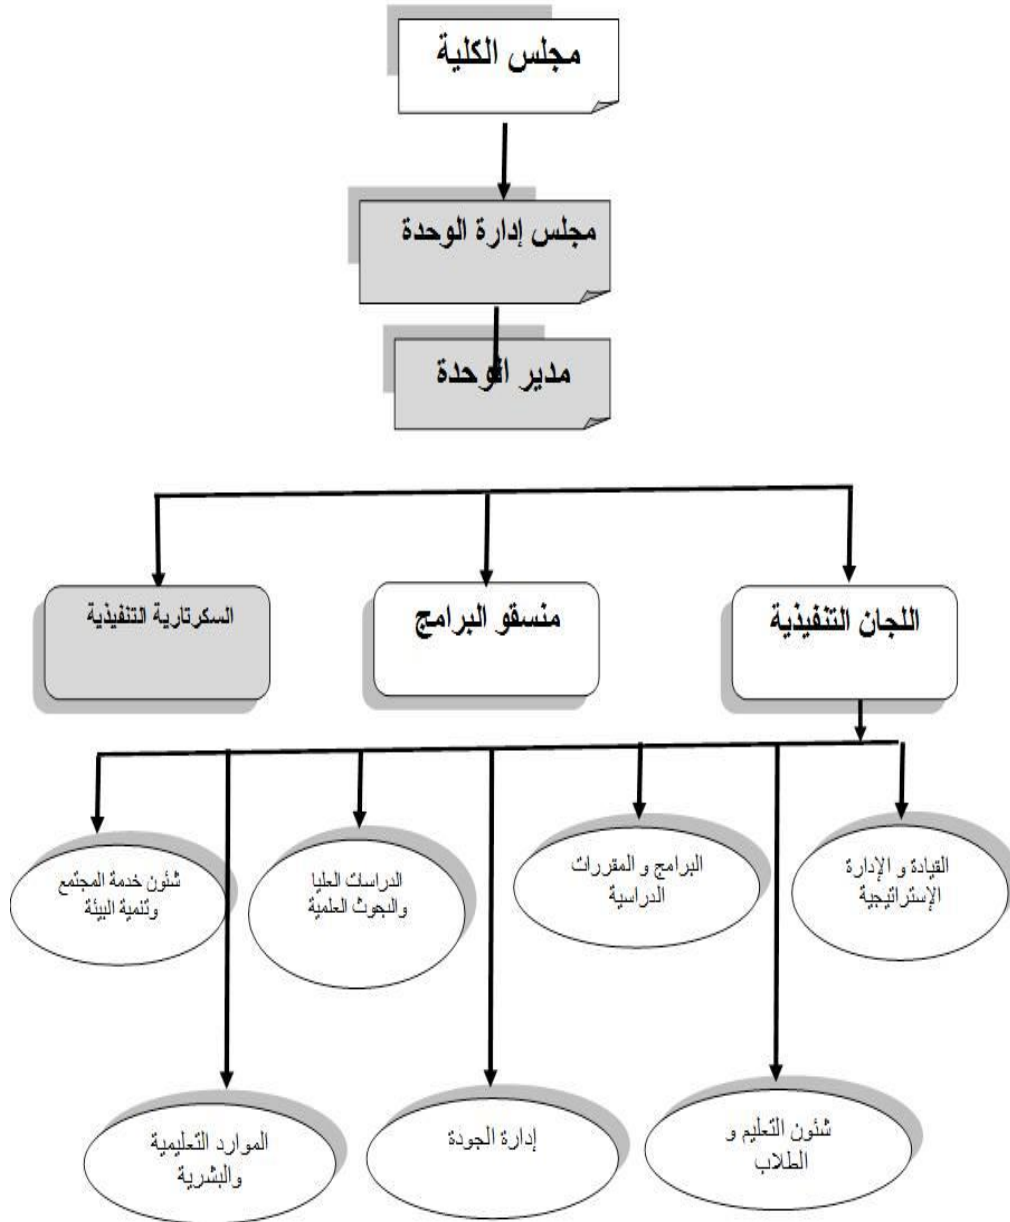 مجلس الكلية
مجلس إدارة الوحدة
مدير الوحدة
اللجان التنفيذية
منسقو البرامج
السكرتارية التنفيذية
القيادة و الإدارة
الإستراتيجية
البرامج و المقررات
الدراسية
الدراسات العليا
والبحوث العلمية
شئون خدمة المجتمع
وتنمية البيئة
شئون التعليم و
الطلاب
إدارة الجودة
الموارد التعليمية
والبشرية